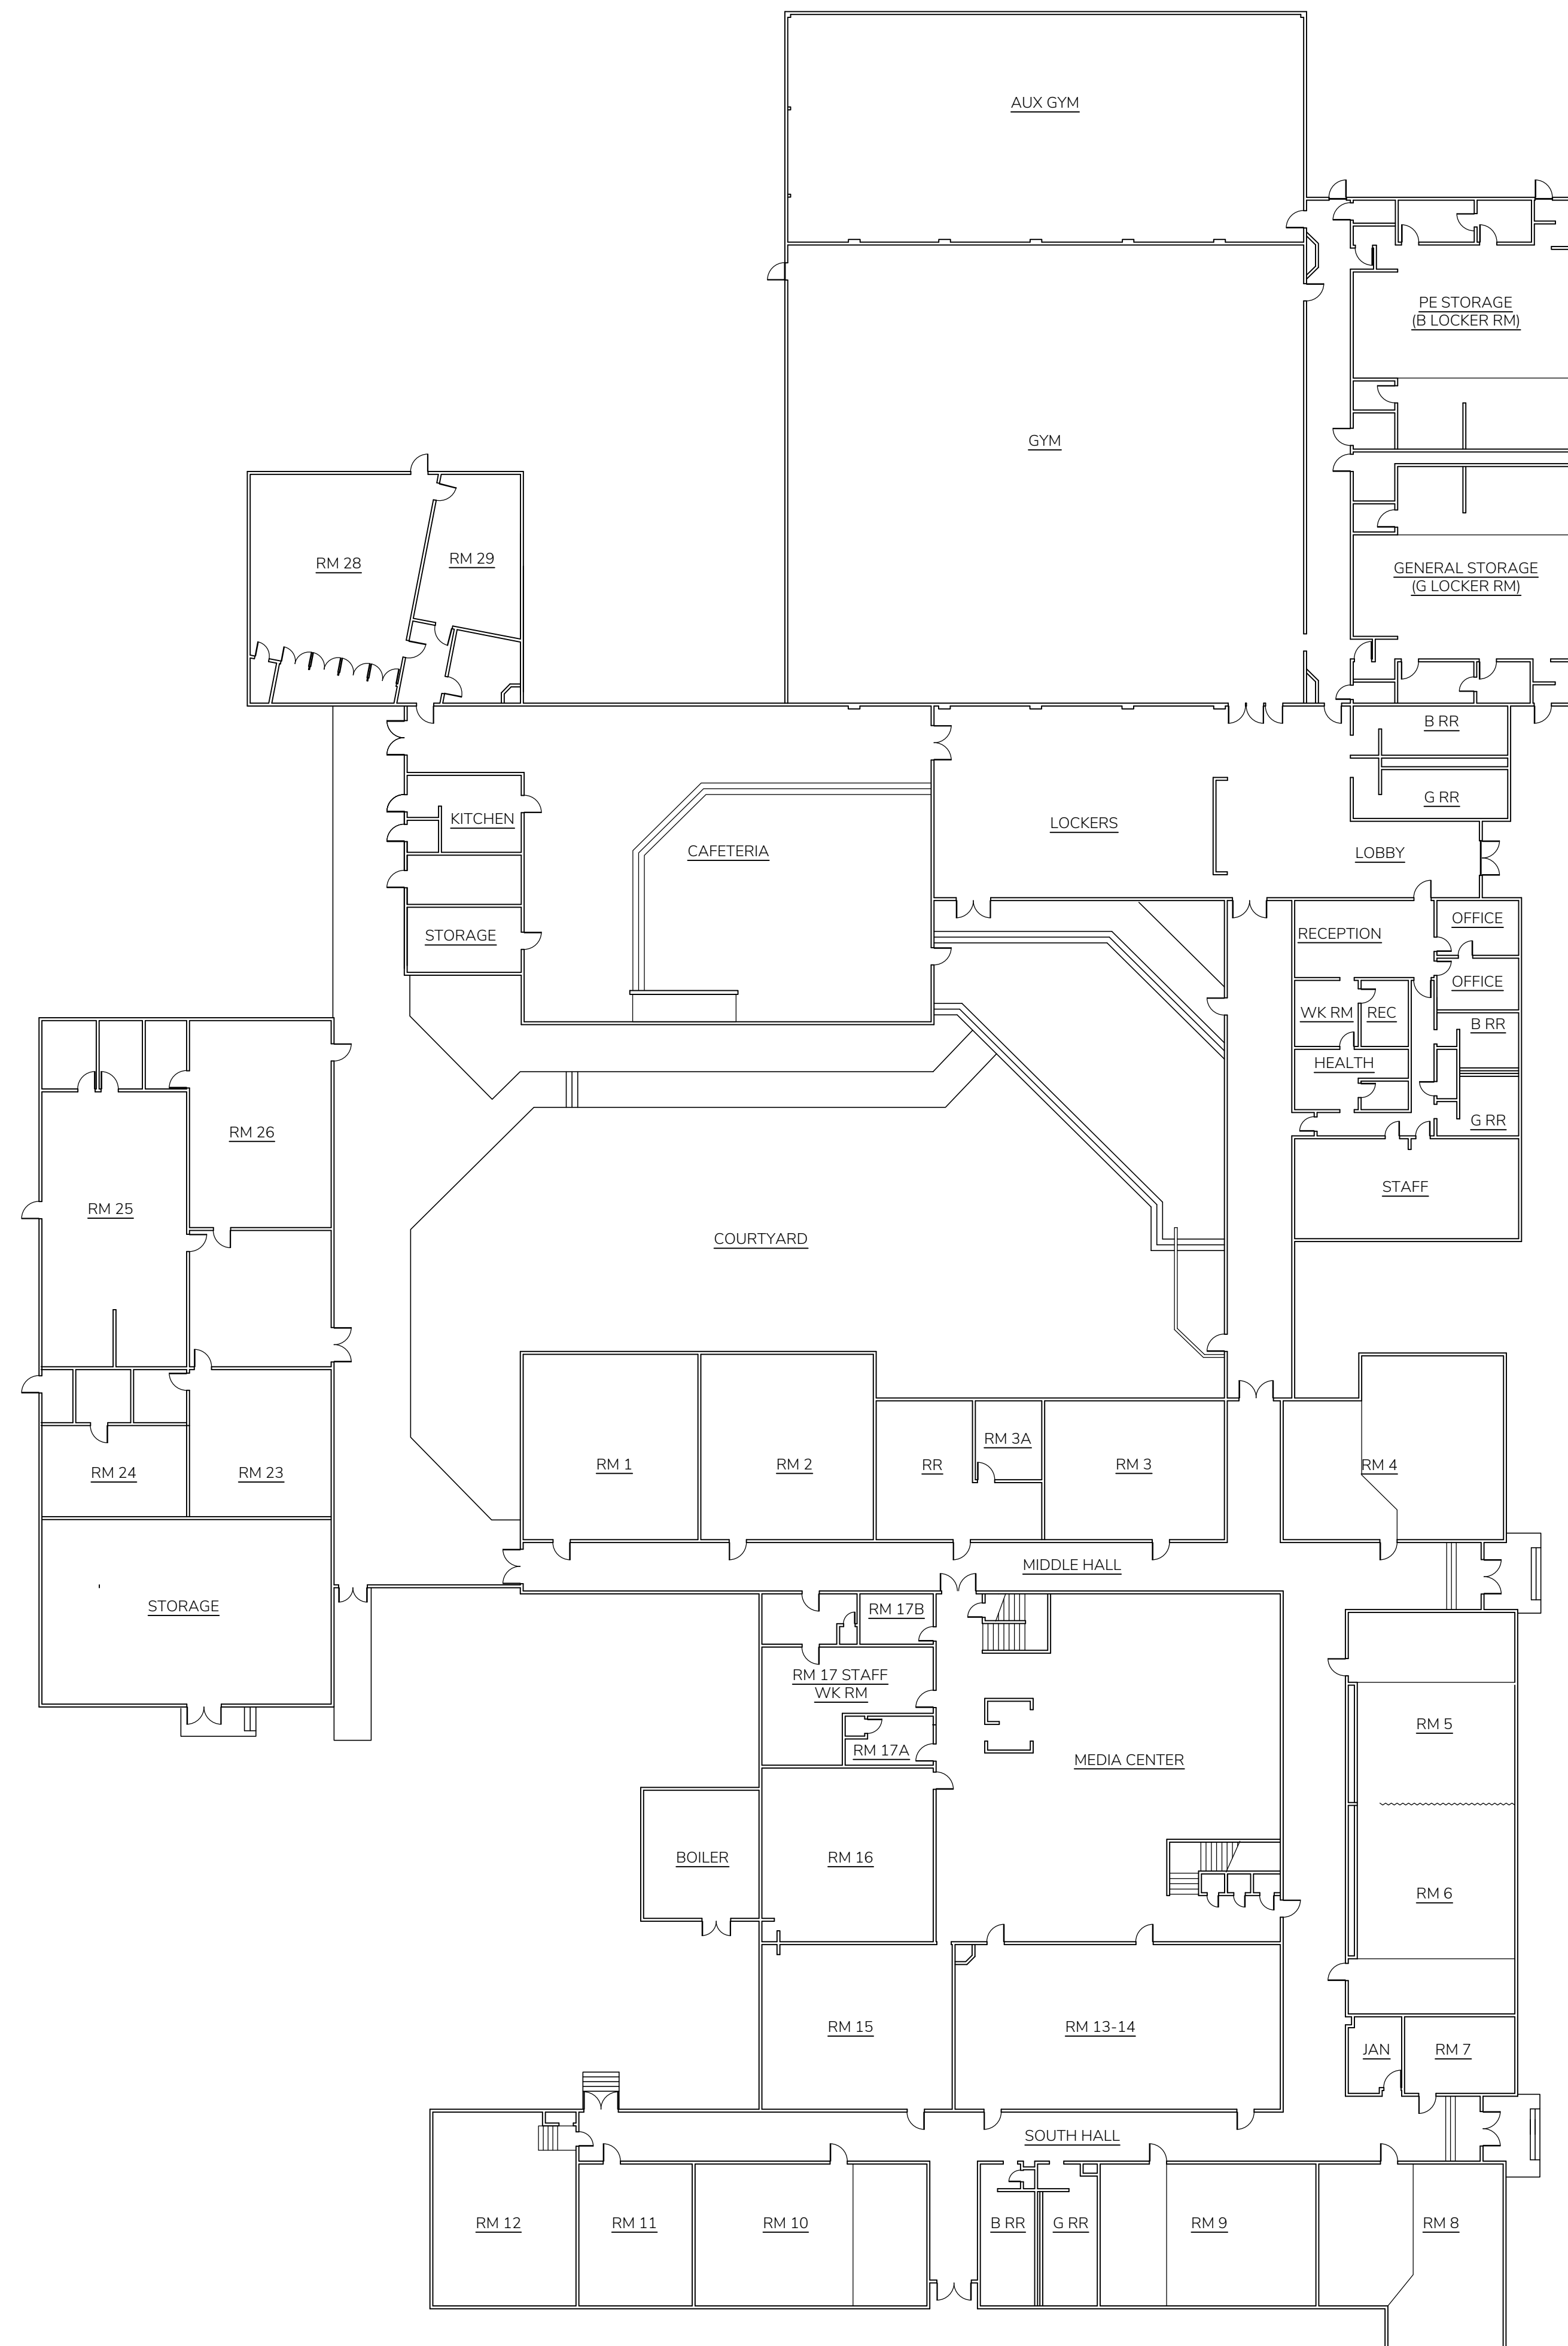 AUX GYM
PE STORAGE
(B LOCKER RM)
GYM
RM 28
RM 29
GENERAL STORAGE
(G LOCKER RM)
B RR
G RR
KITCHEN
CAFETERIA
LOCKERS
LOBBY
STORAGE
RECEPTION
OFFICE
OFFICE
WK RM
REC
B RR
HEALTH
G RR
RM 26
RM 25
STAFF
COURTYARD
RM 24
RM 23
RM 1
RM 2
RR
RM 3A
RM 3
RM 4
MIDDLE HALL
STORAGE
RM 17B
RM 17 STAFF
WK RM
RM 17A
MEDIA CENTER
RM 5
BOILER
RM 16
RM 6
RM 15
RM 13-14
JAN
RM 7
SOUTH HALL
RM 12
RM 11
RM 10
B RR
G RR
RM 9
RM 8